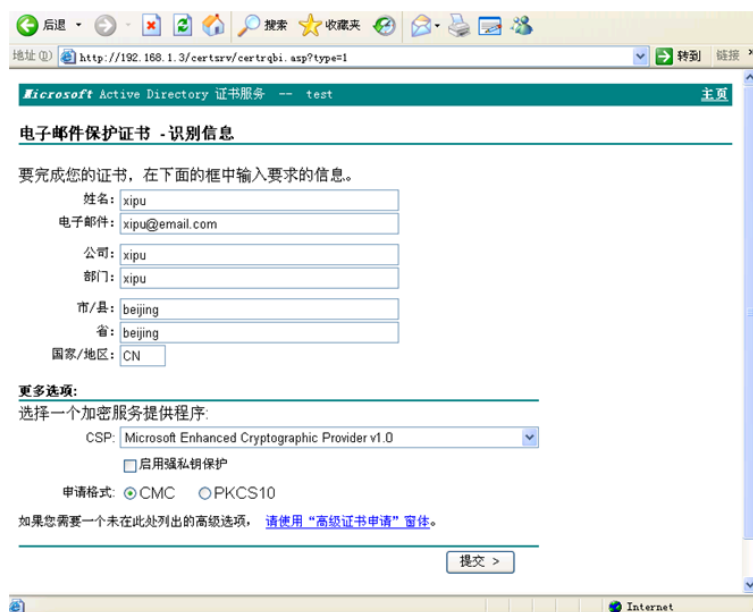 后退 搜索 收藏夹
地址(D) http://192.168.1.3/certsrv/certrqbi.asp?type=1 转到 链接 »
Microsoft Active Directory 证书服务 -- test 主页
电子邮件保护证书 - 识别信息
要完成您的证书，在下面的框中输入要求的信息。
姓名: xipu
电子邮件: xipu@email.com
公司: xipu
部门: xipu
市/县: beijing
省: beijing
国家/地区: CN
更多选项:
选择一个加密服务提供程序:
CSP: Microsoft Enhanced Cryptographic Provider v1.0
启用强私钥保护
申请格式: CMC PKCS10
如果您需要一个未在此处列出的高级选项， 请使用“高级证书申请”窗体。
提交 >
Internet